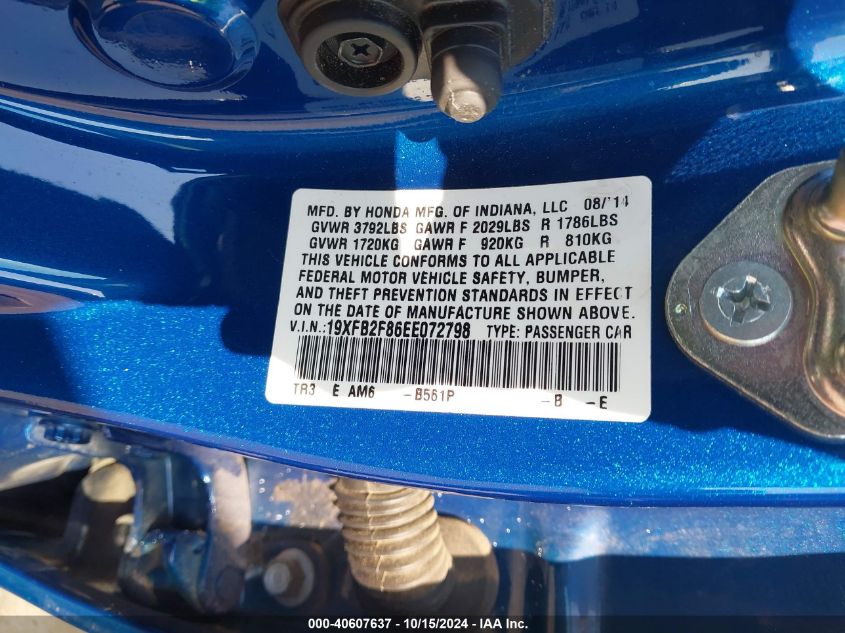 MFD. BY HONDA MFG. OF INDIANA, LLC 08/14
GVWR 3792LBS GAWR F 2029LBS R 1786LBS
GVWR 1720KG GAWR F 920KG R 810KG
THIS VEHICLE CONFORMS TO ALL APPLICABLE
FEDERAL MOTOR VEHICLE SAFETY, BUMPER,
AND THEFT PREVENTION STANDARDS IN EFFECT
ON THE DATE OF MANUFACTURE SHOWN ABOVE.
V.I.N.:19XFB2F86EE072798 TYPE: PASSENGER CAR
TR3 E AM6 -B561P -B -E
000-40607637 - 10/15/2024 - IAA Inc.